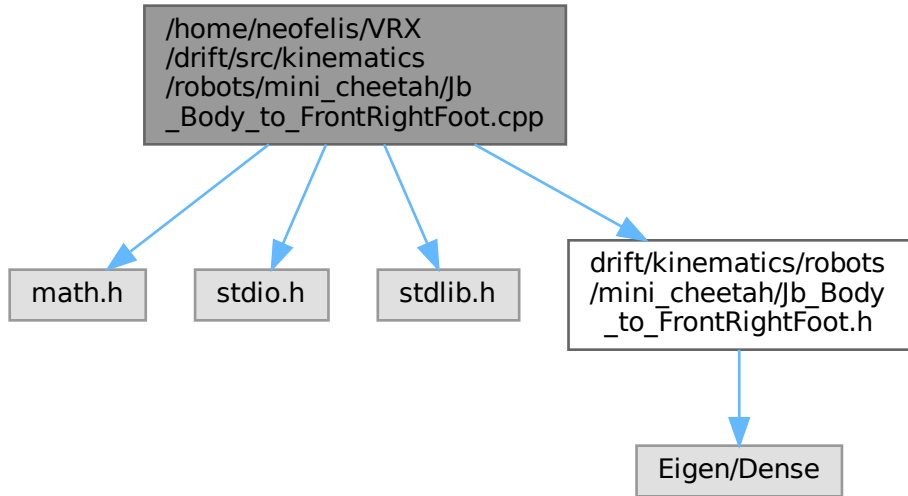 /home/neofelis/VRX
/drift/src/kinematics
/robots/mini_cheetah/Jb
_Body_to_FrontRightFoot.cpp
math.h
stdio.h
stdlib.h
drift/kinematics/robots
/mini_cheetah/Jb_Body
_to_FrontRightFoot.h
Eigen/Dense